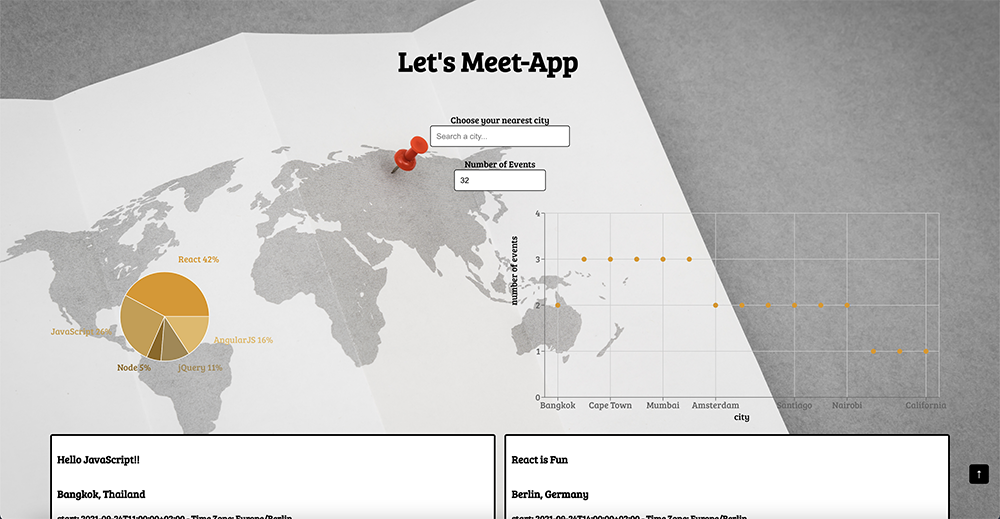 Let's Meet-App
Choose your nearest city
Search a city...
Number of Events
32
React 42%
JavaScript 26%
AngularJS 16%
Node 5%
jQuery 11%
number of events
4
3
2
1
0
Bangkok
Cape Town
Mumbai
Amsterdam
Santiago
Nairobi
California
city
Hello JavaScript!!
React is Fun
Bangkok, Thailand
Berlin, Germany
start: 2021-09-24T11:00:00+02:00 - Time Zone: Europe/Berlin
start: 2021-09-24T14:00:00+02:00 - Time Zone: Europe/Berlin
↑